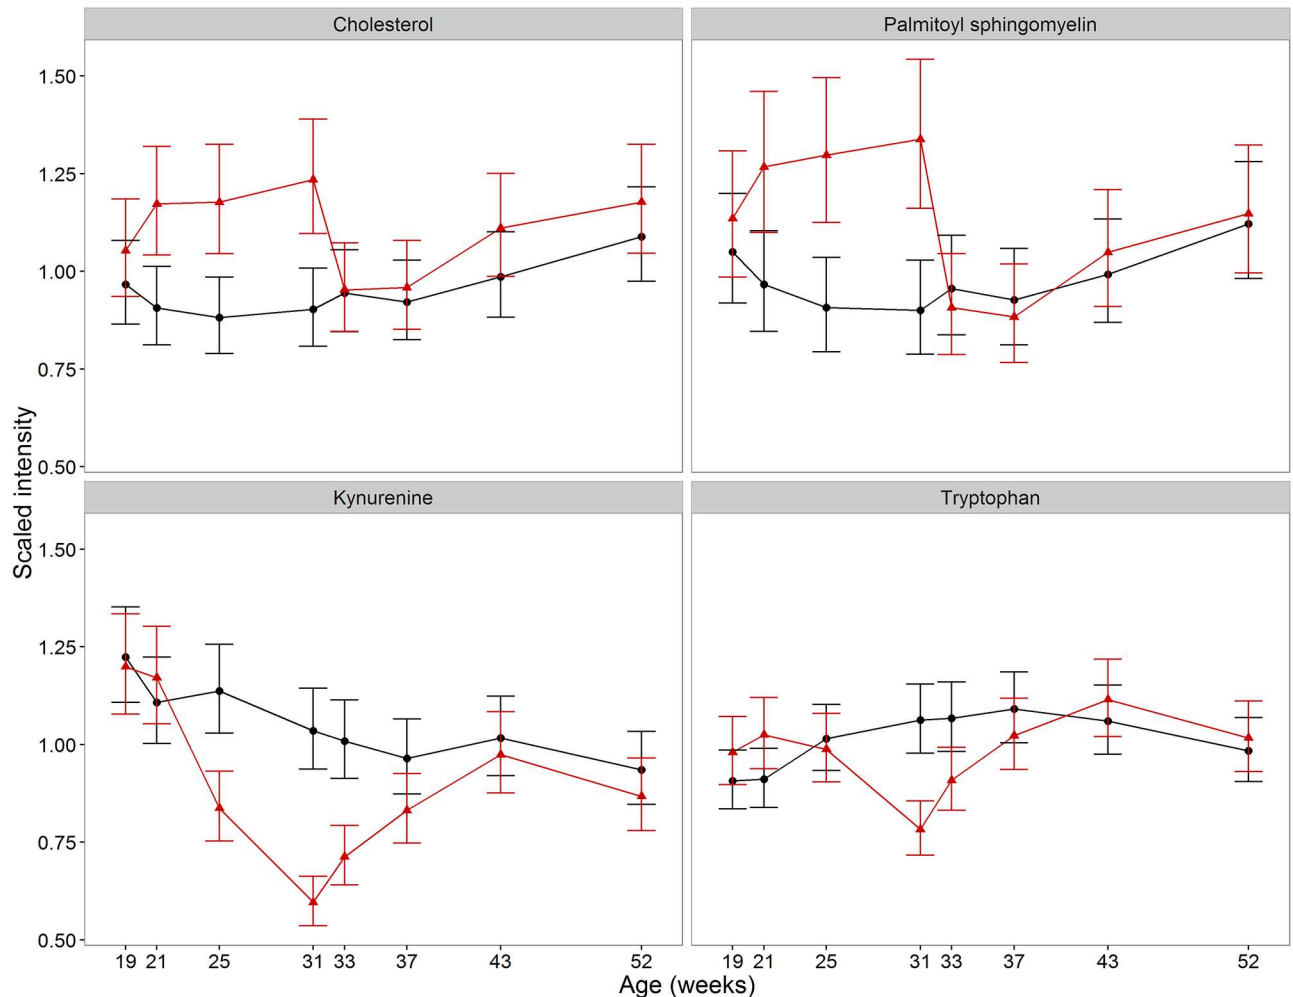 Cholesterol
Palmitoyl sphingomyelin
1.50
1.25
1.00
0.75
0.50
Kynurenine
Tryptophan
1.50
1.25
1.00
0.75
0.50
Scaled intensity
19 21 25 31 33 37 43 52
19 21 25 31 33 37 43 52
Age (weeks)